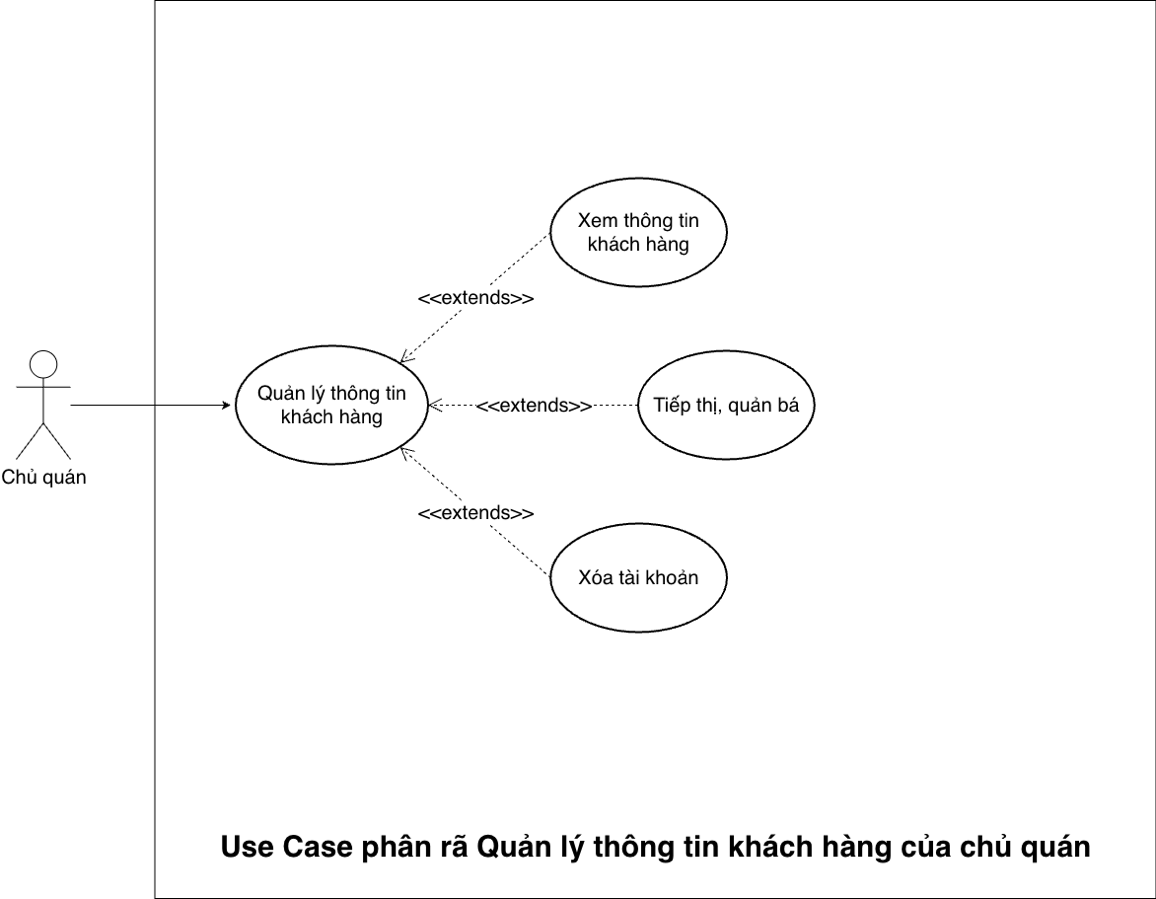 Xem thông tin
khách hàng
<<extends>>
Quản lý thông tin
khách hàng
<<extends>>
Tiếp thị, quản bá
Chủ quán
<<extends>>
Xóa tài khoản
Use Case phân rã Quản lý thông tin khách hàng của chủ quán